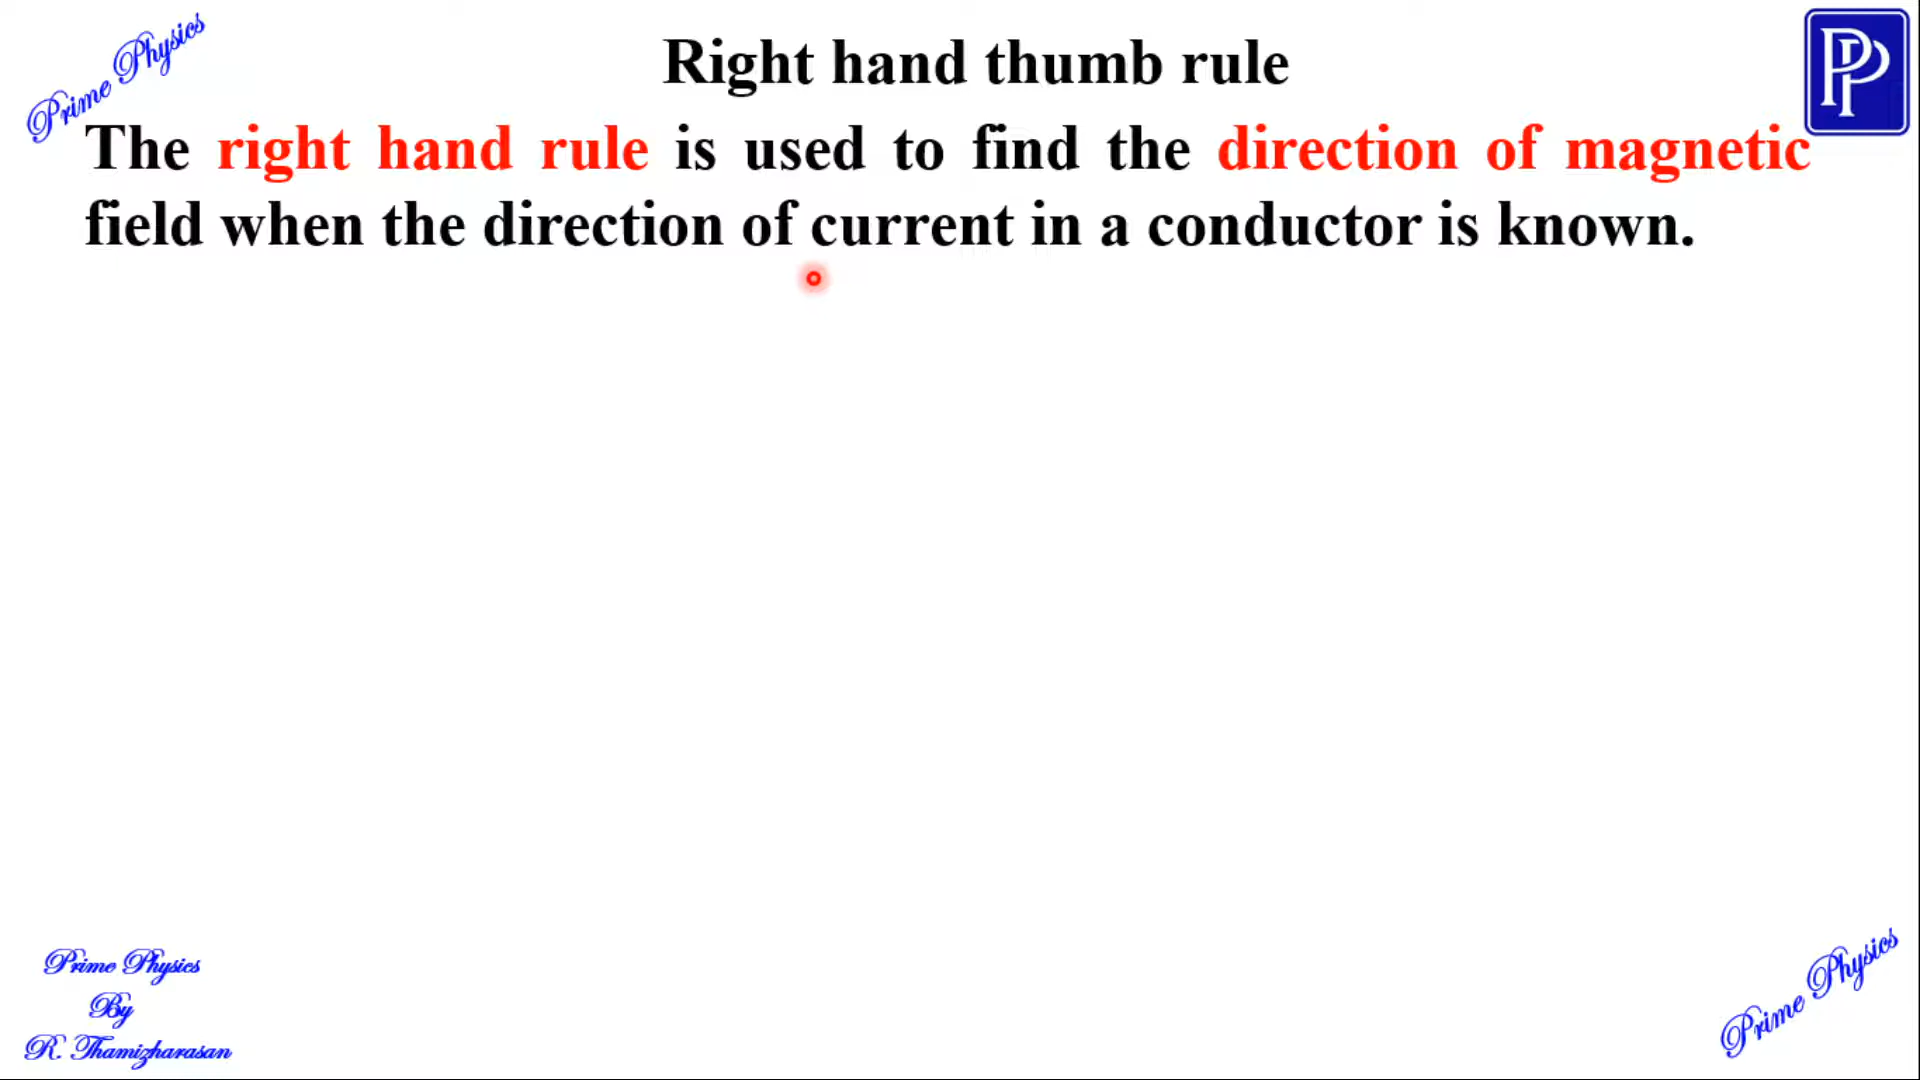 Prime Physics
Right hand thumb rule
PP
The right hand rule is used to find the direction of magnetic
field when the direction of current in a conductor is known.
Prime Physics
By
R. Thamizharasan
Prime Physics